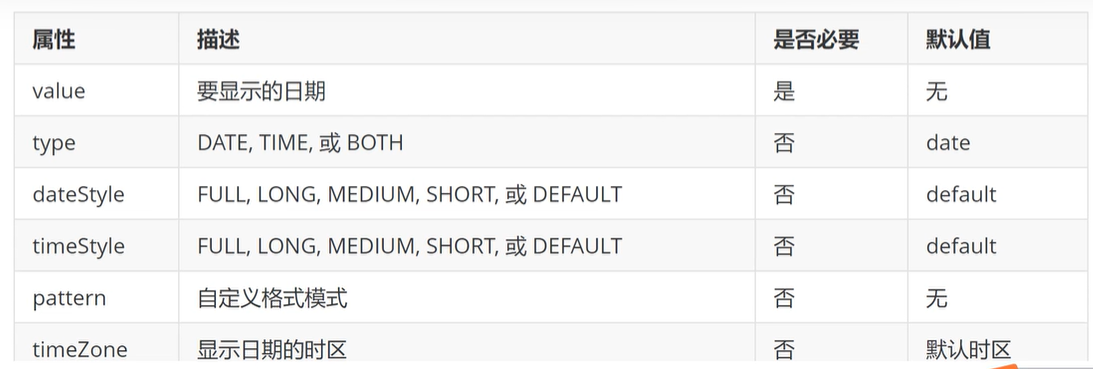 属性 描述 是否必要 默认值
value 要显示的日期 是 无
type DATE, TIME, 或 BOTH 否 date
dateStyle FULL, LONG, MEDIUM, SHORT, 或 DEFAULT 否 default
timeStyle FULL, LONG, MEDIUM, SHORT, 或 DEFAULT 否 default
pattern 自定义格式模式 否 无
timeZone 显示日期的时区 否 默认时区